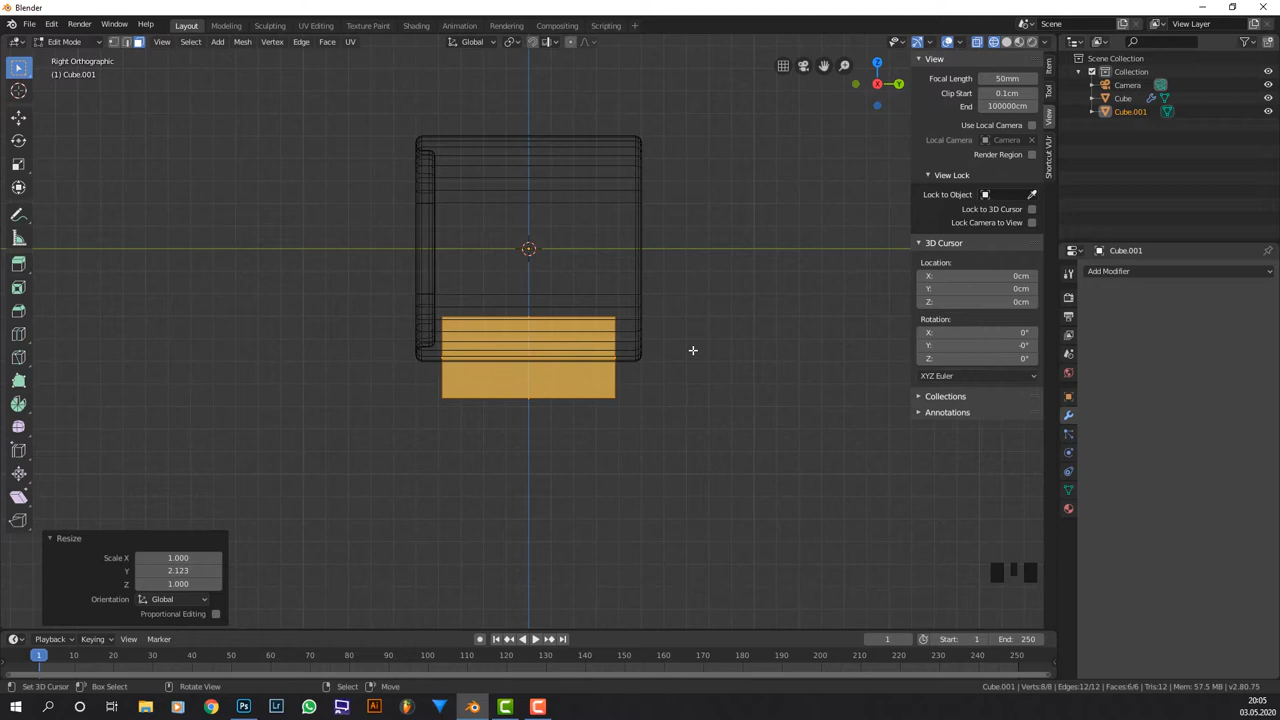 Blender
File Edit Render Window Help Layout Modeling Sculpting UV Editing Texture Paint Shading Animation Rendering Compositing Scripting + Scene View Layer
Edit Mode View Select Add Mesh Vertex Edge Face UV Global
Right Orthographic
(1) Cube.001
Z
X
Y
View
Focal Length 50mm
Clip Start 0.1cm
End 100000cm
Use Local Camera
Local Camera Camera
Render Region
View Lock
Lock to Object
Lock to 3D Cursor
Lock Camera to View
3D Cursor
Location:
X: 0cm
Y: 0cm
Z: 0cm
Rotation:
X: 0°
Y: -0°
Z: 0°
XYZ Euler
Collections
Annotations
Item
Tool
View
Shortcut VUr
Scene Collection
Collection
Camera
Cube
Cube.001
Cube.001
Add Modifier
Resize
Scale X 1.000
Y 2.123
Z 1.000
Orientation Global
Proportional Editing
Playback Keying View Marker 1 Start: 1 End: 250
1 10 20 30 40 50 60 70 80 90 100 110 120 130 140 150 160 170 180 190 200 210 220 230 240 250
Set 3D Cursor Box Select Rotate View Select Move Cube.001 | Verts:8/8 | Edges:12/12 | Faces:6/6 | Tris:12 | Mem: 57.5 MB | v2.80.75
20:05
03.05.2020